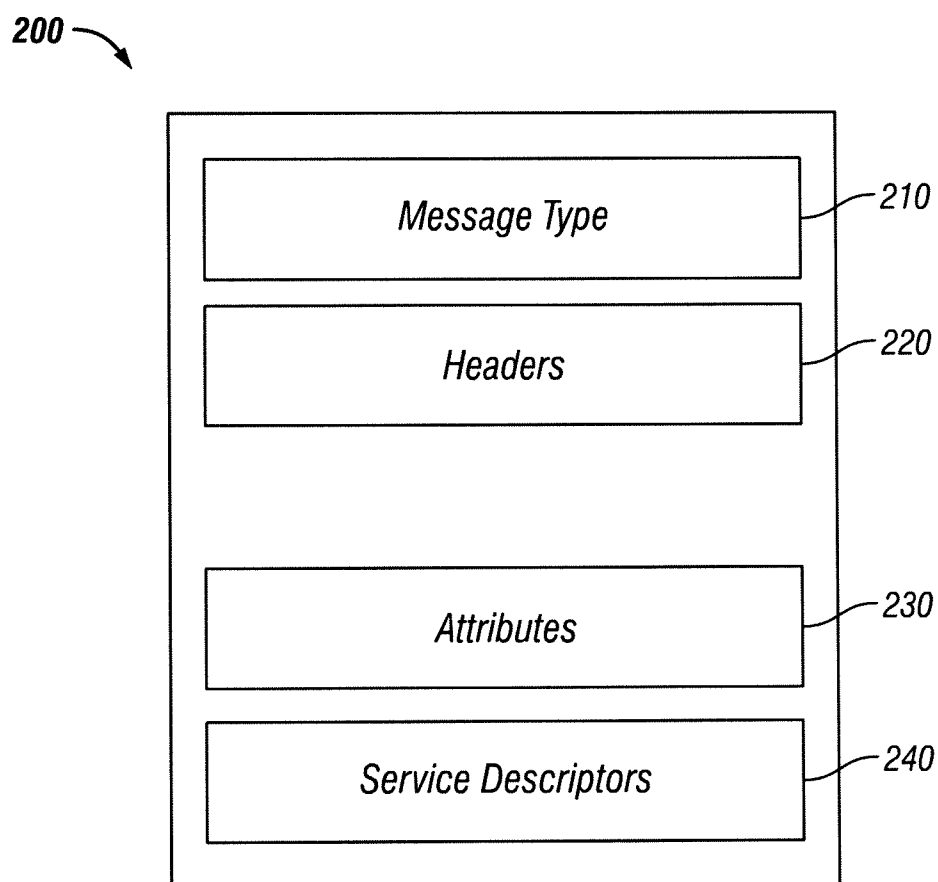 200
Message Type
210
Headers
220
Attributes
230
Service Descriptors
240